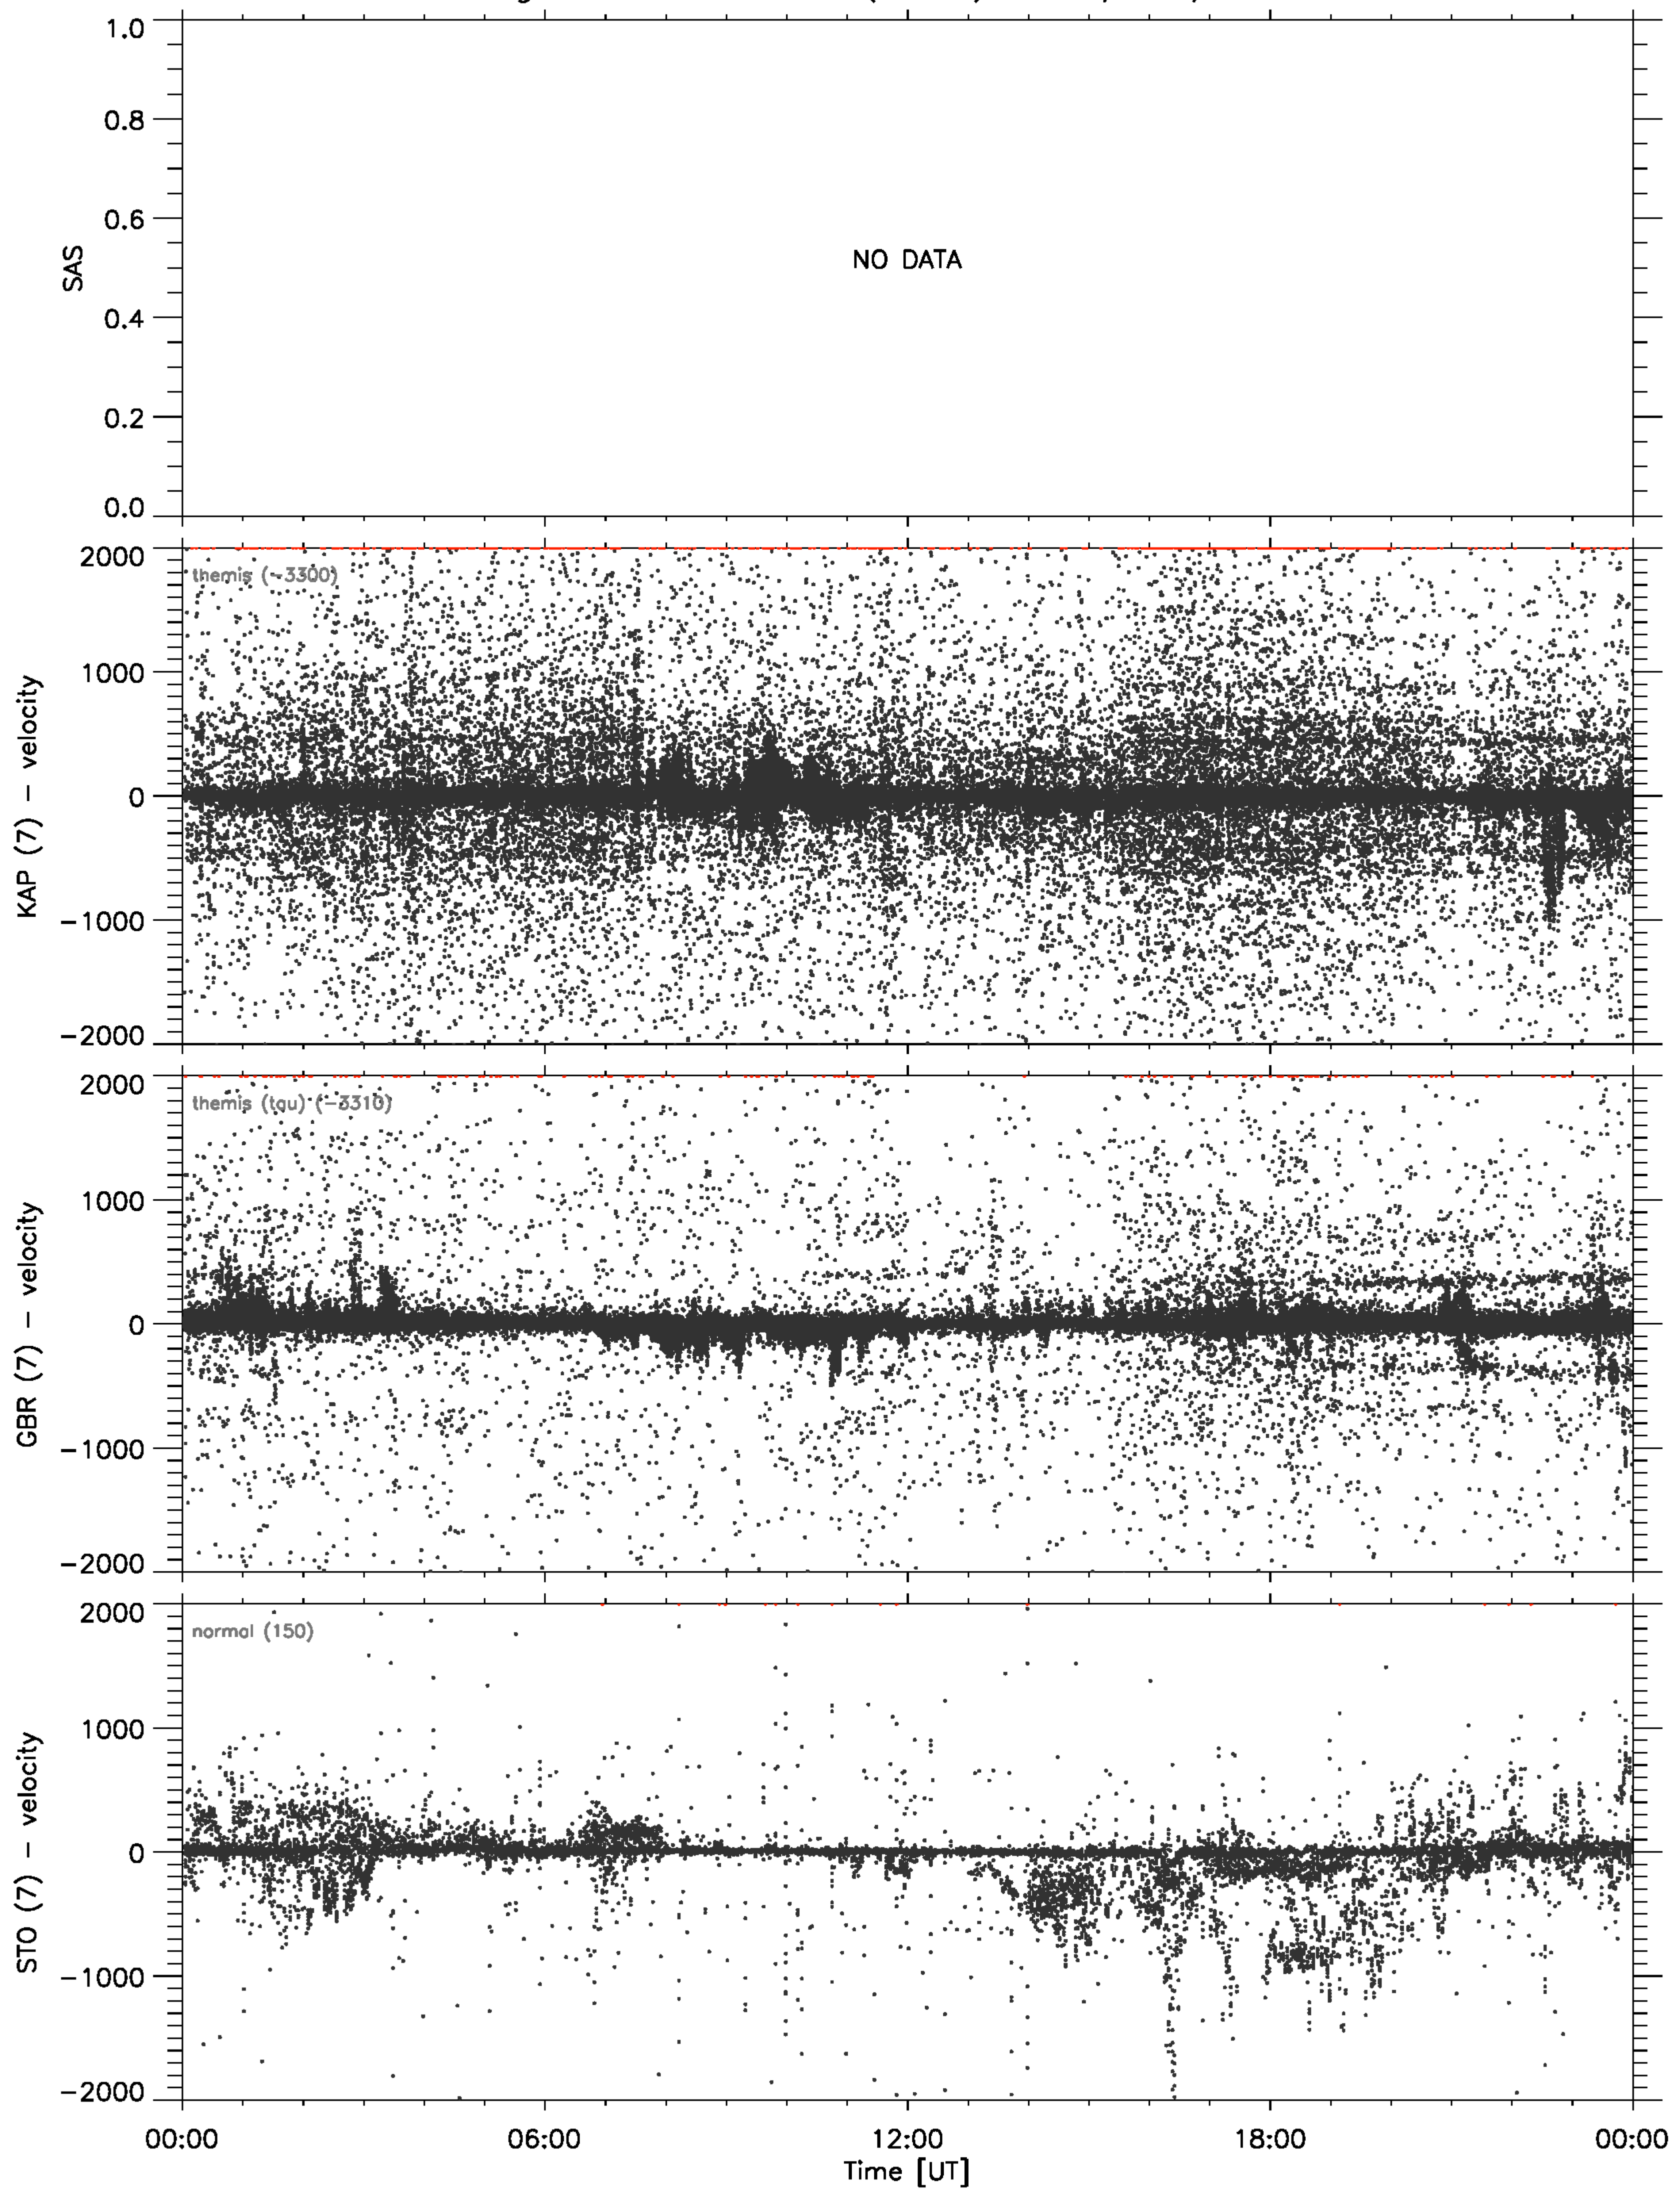 1.0
0.8
0.6
0.4
0.2
0.0
SAS
NO DATA
2000
1000
0
−1000
−2000
KAP (7) − velocity
themis (−3300)
2000
1000
0
−1000
−2000
GBR (7) − velocity
themis (tau) (−3310)
2000
1000
0
−1000
−2000
STO (7) − velocity
normal (150)
00:00 06:00 12:00 18:00 00:00
Time [UT]